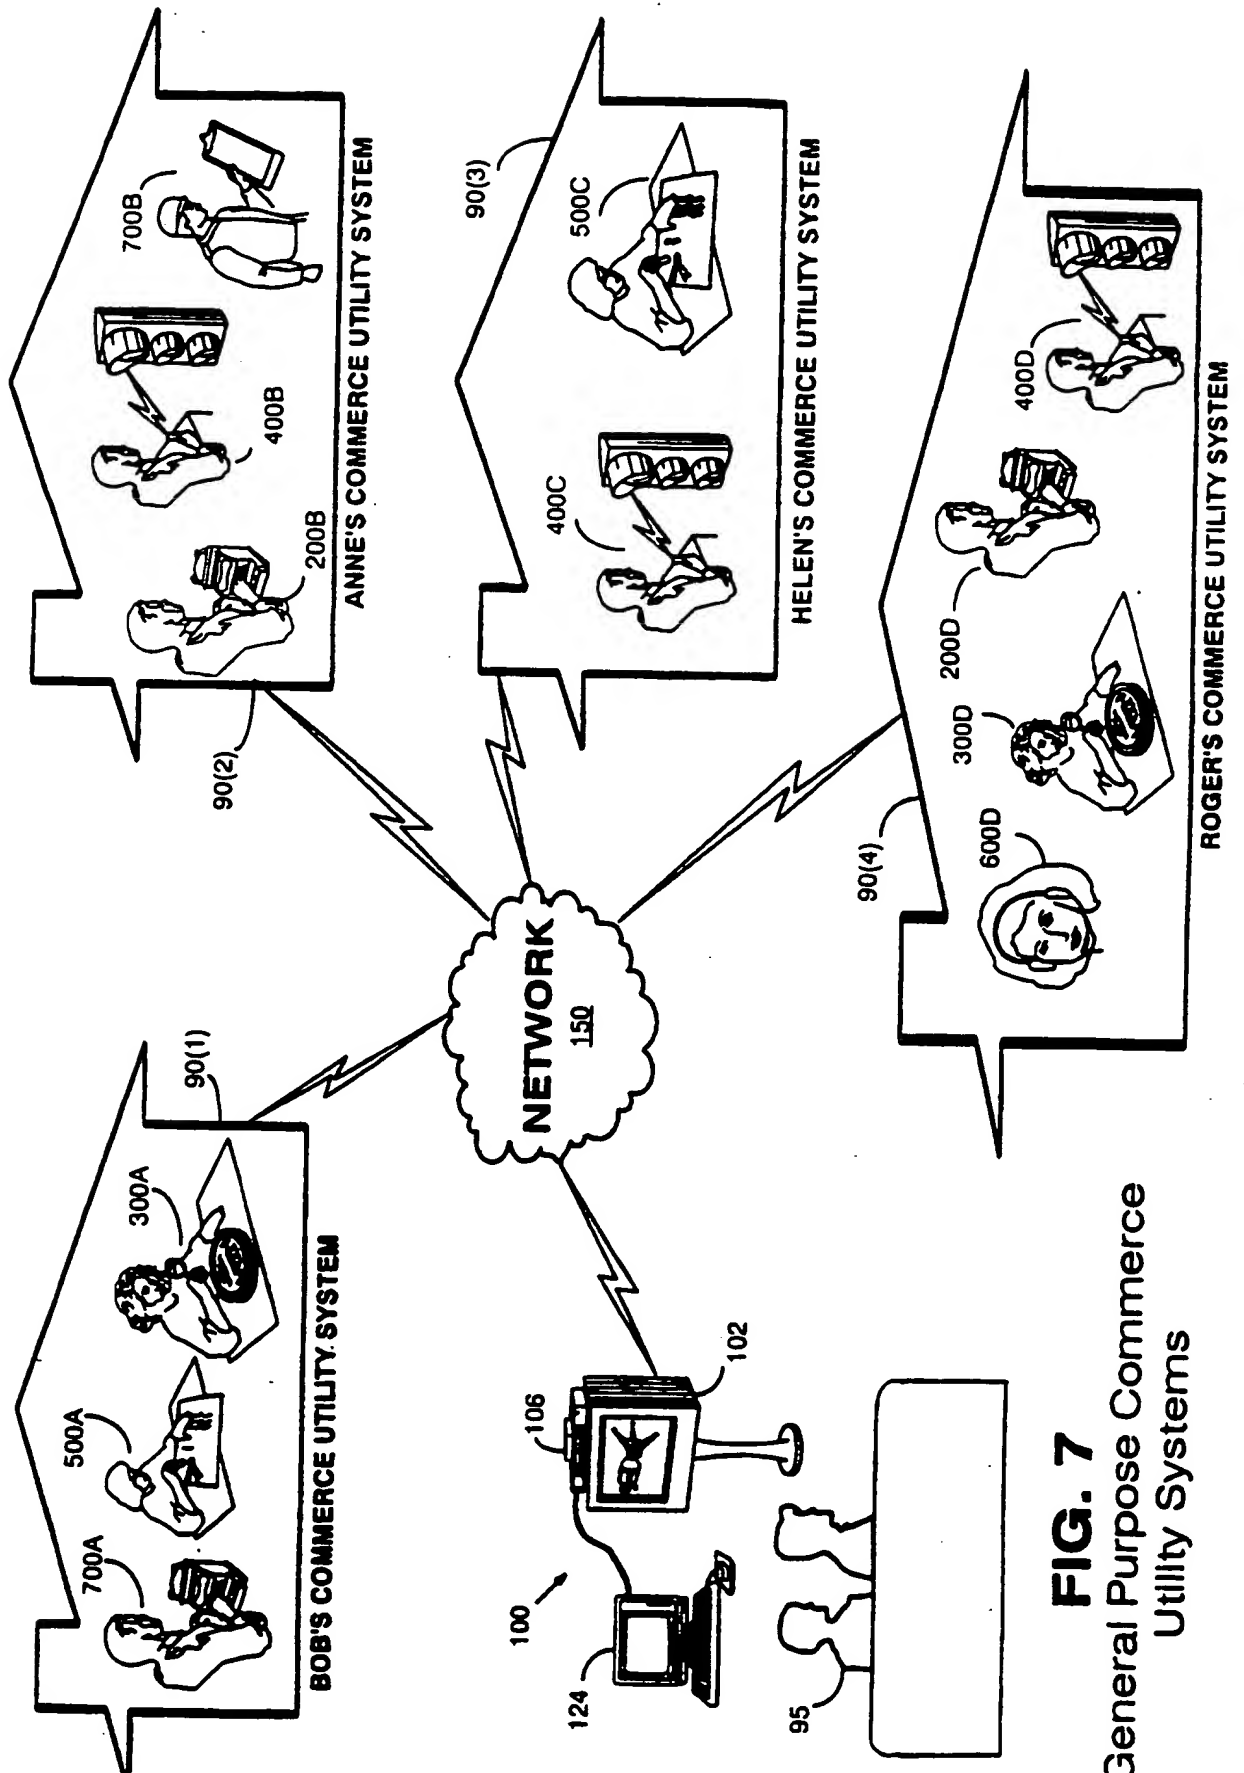 700A
500A
300A
90(1)
BOB'S COMMERCE UTILITY SYSTEM
700B
400B
200B
ANNE'S COMMERCE UTILITY SYSTEM
90(2)
90(3)
500C
400C
HELEN'S COMMERCE UTILITY SYSTEM
NETWORK
150
100
124
106
102
95
90(4)
600D
300D
200D
400D
ROGER'S COMMERCE UTILITY SYSTEM
FIG. 7
General Purpose Commerce
Utility Systems